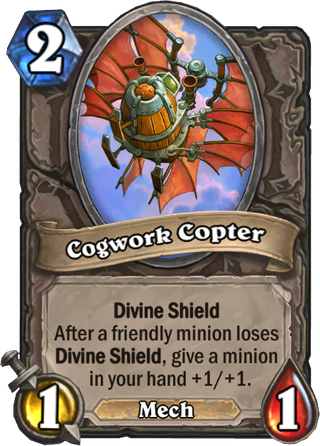 2
Cogwork Copter
Divine Shield
After a friendly minion loses
Divine Shield, give a minion
in your hand +1/+1.
1
Mech
1